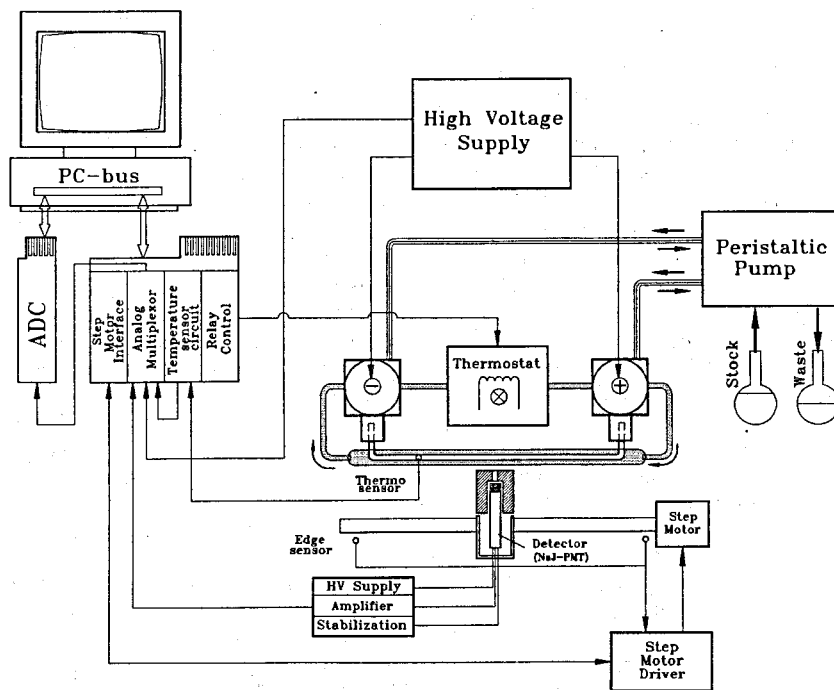 PC-bus
High Voltage
Supply
Peristaltic
Pump
ADC
Step
Motor
Interface
Analog
Multiplexor
Temperature
sensor
circuit
Relay
Control
Thermostat
−
+
Stock
Waste
Thermo
sensor
Edge
sensor
Detector
(NaJ-PMT)
Step
Motor
HV Supply
Amplifier
Stabilization
Step
Motor
Driver